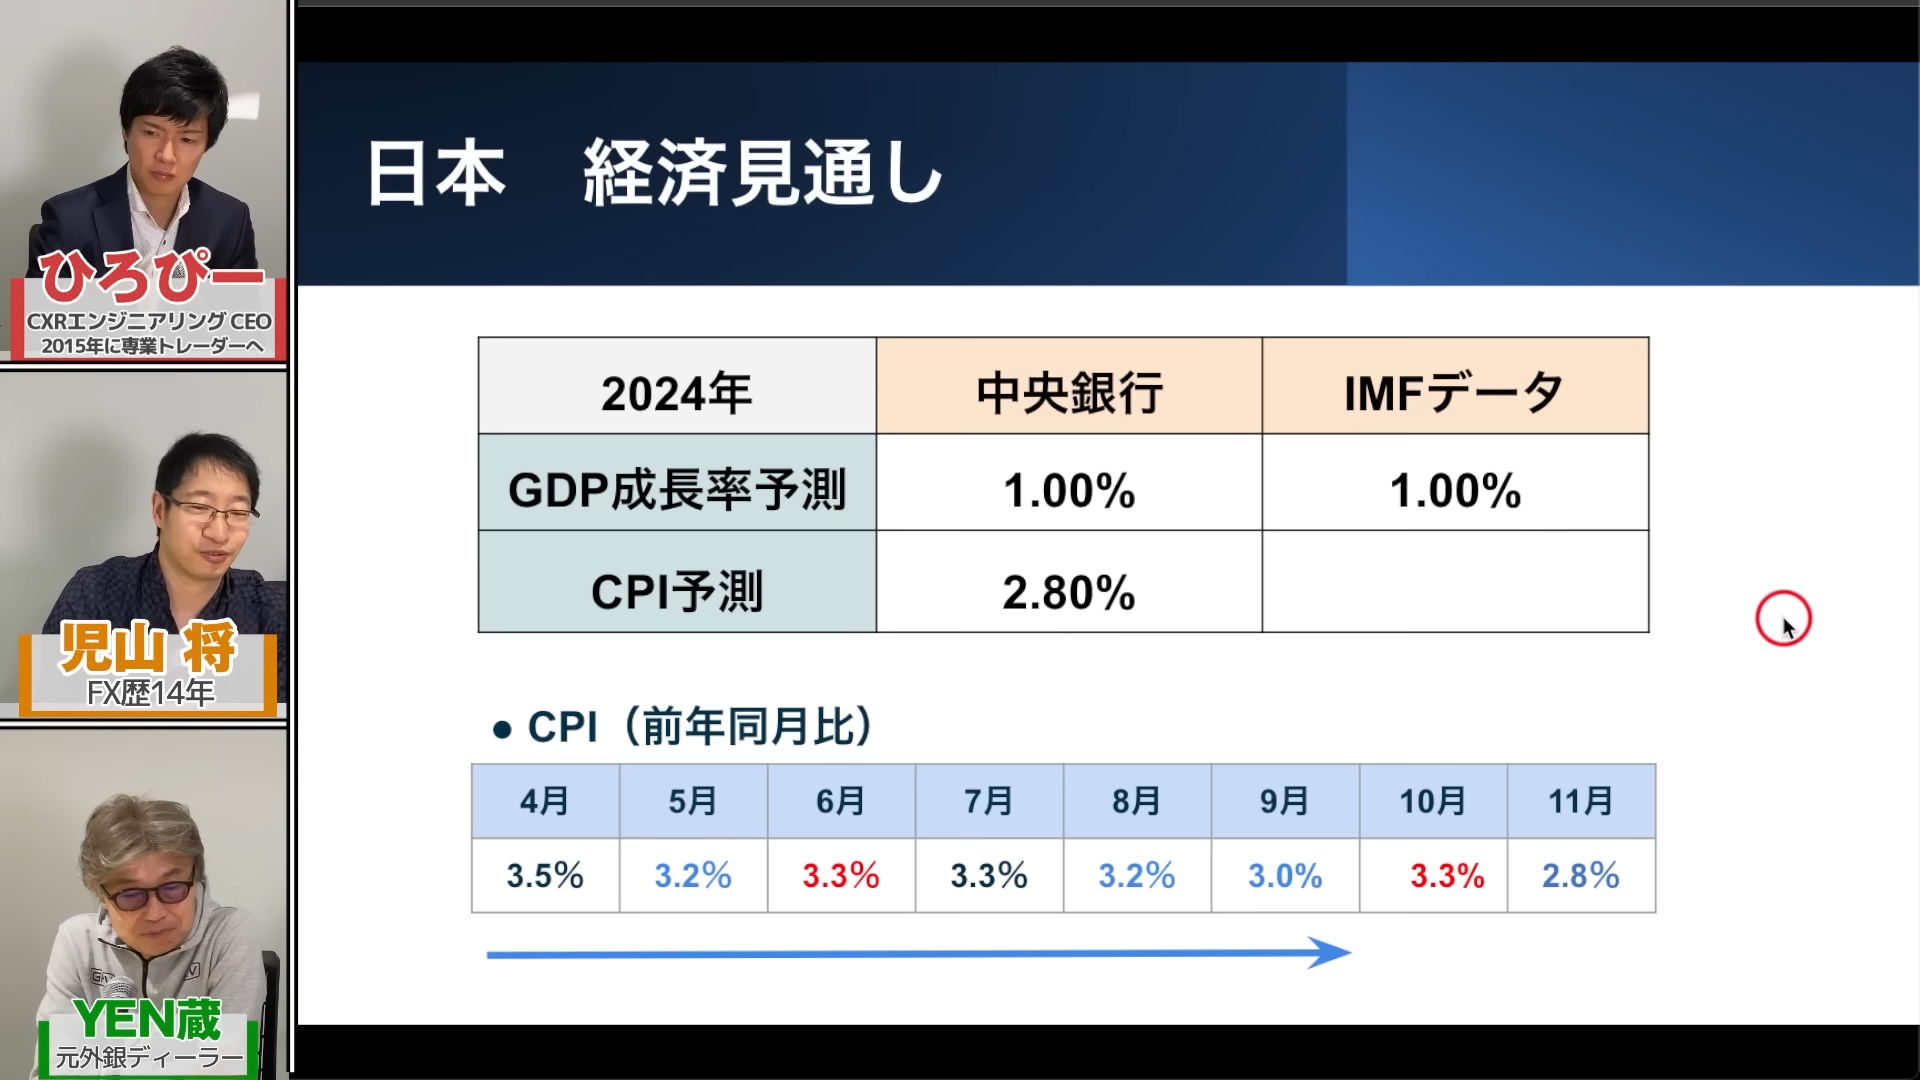 ひろぴー
CXRエンジニアリング CEO
2015年に専業トレーダーへ
児山 将
FX歴14年
YEN蔵
元外銀ディーラー
日本　経済見通し
2024年 中央銀行 IMFデータ
GDP成長率予測 1.00% 1.00%
CPI予測 2.80%
● CPI（前年同月比）
4月 5月 6月 7月 8月 9月 10月 11月
3.5% 3.2% 3.3% 3.3% 3.2% 3.0% 3.3% 2.8%